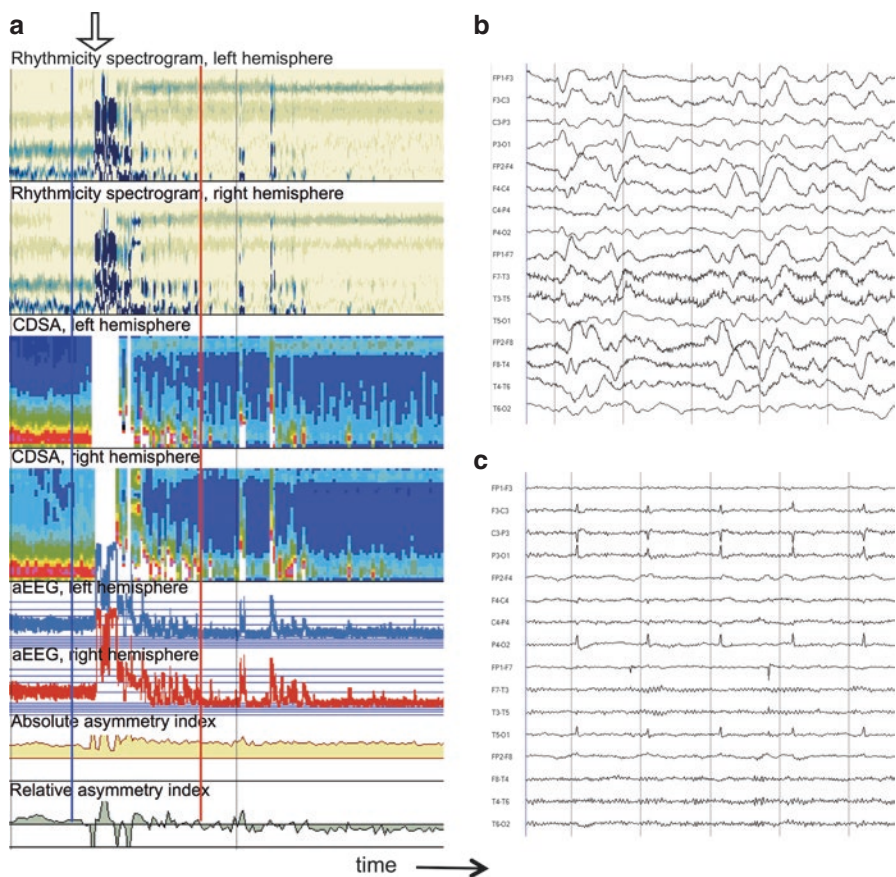 a
Rhythmicity spectrogram, left hemisphere
Rhythmicity spectrogram, right hemisphere
CDSA, left hemisphere
CDSA, right hemisphere
aEEG, left hemisphere
aEEG, right hemisphere
Absolute asymmetry index
Relative asymmetry index
time
b
FP1-F3
F3-C3
C3-P3
P3-O1
FP2-F4
F4-C4
C4-P4
P4-O2
FP1-F7
F7-T3
T3-T5
T5-O1
FP2-F8
F8-T4
T4-T6
T6-O2
c
FP1-F3
F3-C3
C3-P3
P3-O1
FP2-F4
F4-C4
C4-P4
P4-O2
FP1-F7
F7-T3
T3-T5
T5-O1
FP2-F8
F8-T4
T4-T6
T6-O2